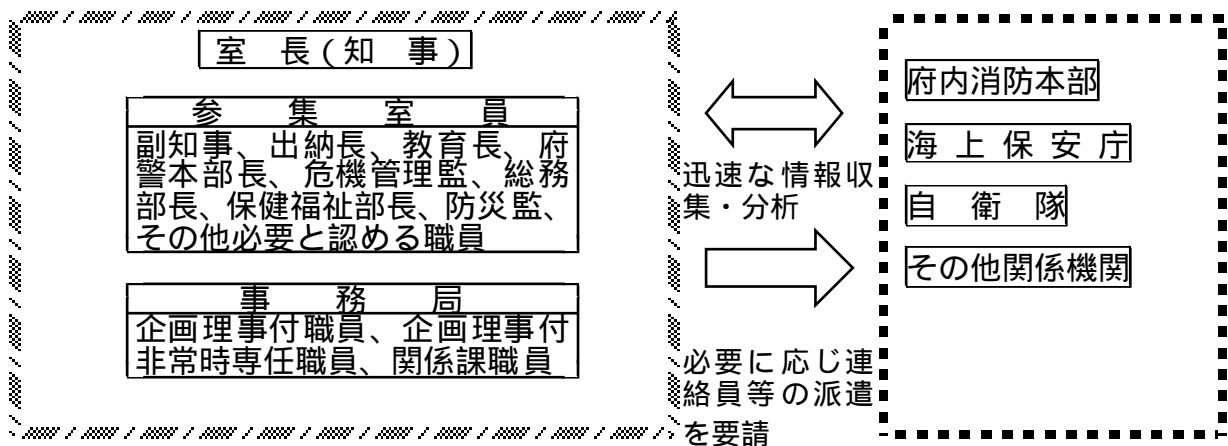 室　長（知　事）
参　集　室　員
副知事、出納長、教育長、府
警本部長、危機管理監、総務
部長、保健福祉部長、防災監、
その他必要と認める職員
事　務　局
企画理事付職員、企画理事付
非常時専任職員、関係課職員
迅速な情報収
集・分析
必要に応じ連
絡員等の派遣
を要請
府内消防本部
海上保安庁
自　衛　隊
その他関係機関